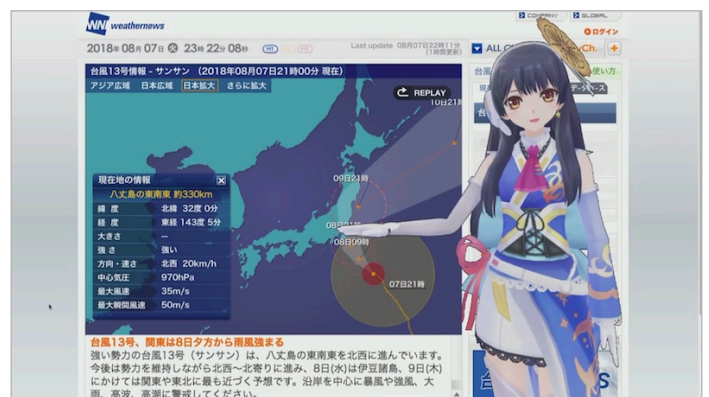 COMPANY GLOBAL
WNI weathernews
ログイン
2018年 08月 07日 火 23時 22分 08秒
Last update 08月07日22時11分
(1時間更新)
台風13号情報 - サンサン （2018年08月07日21時00分 現在）
アジア広域 日本広域 日本拡大 さらに拡大
REPLAY
使い方
現在地の情報
八丈島の東南東 約330km
緯 度 北緯 32度 0分
経 度 東経 143度 5分
大きさ --
強 さ 強い
方向・速さ 北西 20km/h
中心気圧 970hPa
最大風速 35m/s
最大瞬間風速 50m/s
09日21時
08日09時
07日21時
台風13号、関東は8日夕方から雨風強まる
強い勢力の台風13号（サンサン）は、八丈島の東南東を北西に進んでいます。
今後は勢力を維持しながら北西～北寄りに進み、8日(水)は伊豆諸島、9日(木)
にかけては関東や東北に最も近づく予想です。沿岸を中心に暴風や強風、大
雨、高波、高潮に警戒してください。